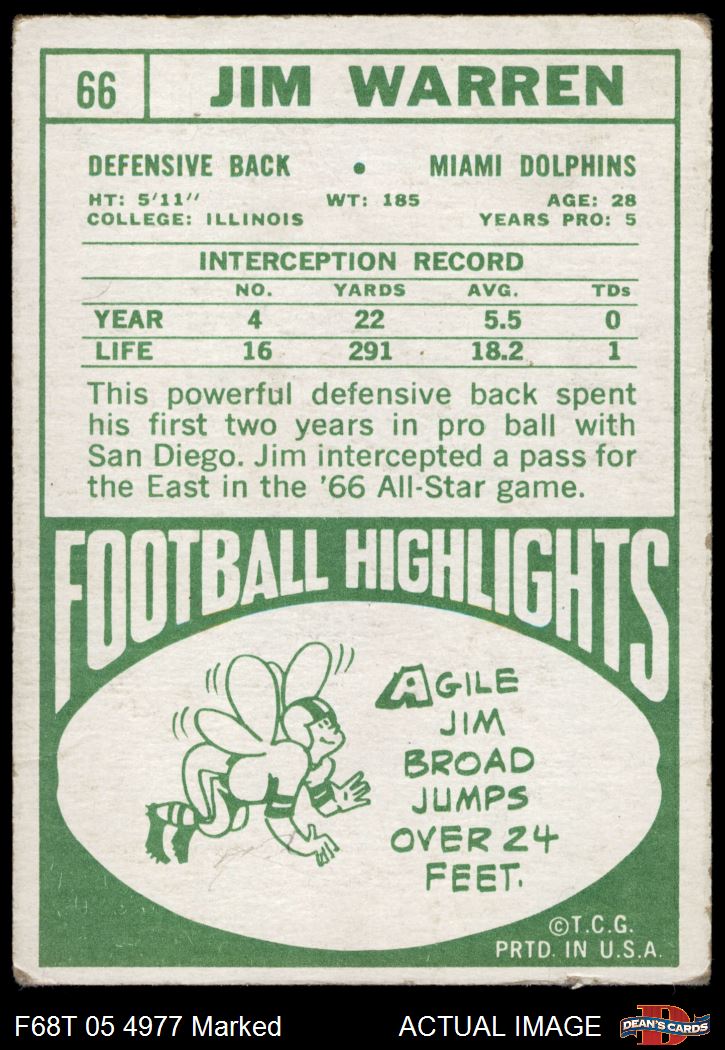 66 JIM WARREN
DEFENSIVE BACK • MIAMI DOLPHINS
HT: 5'11" WT: 185 AGE: 28
COLLEGE: ILLINOIS YEARS PRO: 5
INTERCEPTION RECORD
NO. YARDS AVG. TDs
YEAR 4 22 5.5 0
LIFE 16 291 18.2 1
This powerful defensive back spent
his first two years in pro ball with
San Diego. Jim intercepted a pass for
the East in the '66 All-Star game.
FOOTBALL HIGHLIGHTS
AGILE
JIM
BROAD
JUMPS
OVER 24
FEET.
©T.C.G.
PRTD. IN U.S.A.
F68T 05 4977 Marked ACTUAL IMAGE D DEAN'S CARDS